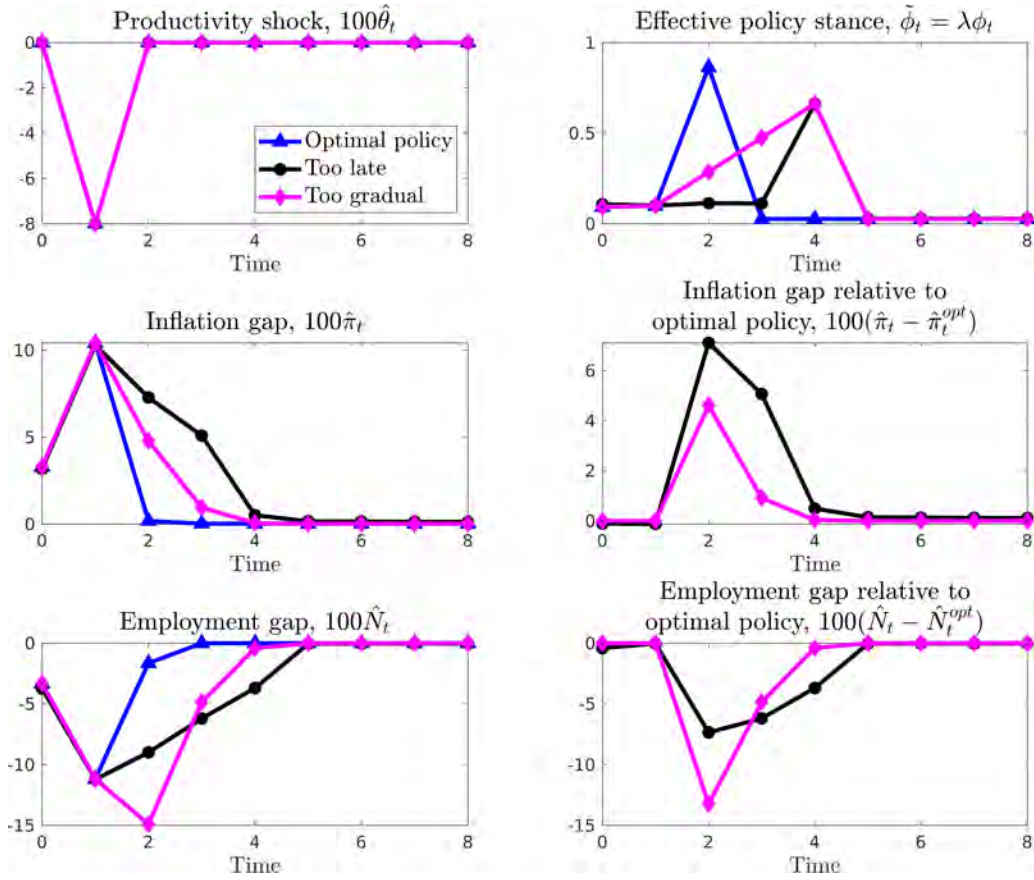 Productivity shock, 100θ̂_t
0
-2
-4
-6
-8
0 2 4 6 8
Time
Optimal policy
Too late
Too gradual
Effective policy stance, ϕ̃_t = λϕ_t
1
0.5
0
0 2 4 6 8
Time
Inflation gap, 100π̂_t
10
5
0
0 2 4 6 8
Time
Inflation gap relative to
optimal policy, 100(π̂_t − π̂_t^{opt})
6
4
2
0
0 2 4 6 8
Time
Employment gap, 100N̂_t
0
-5
-10
-15
0 2 4 6 8
Time
Employment gap relative to
optimal policy, 100(N̂_t − N̂_t^{opt})
0
-5
-10
-15
0 2 4 6 8
Time